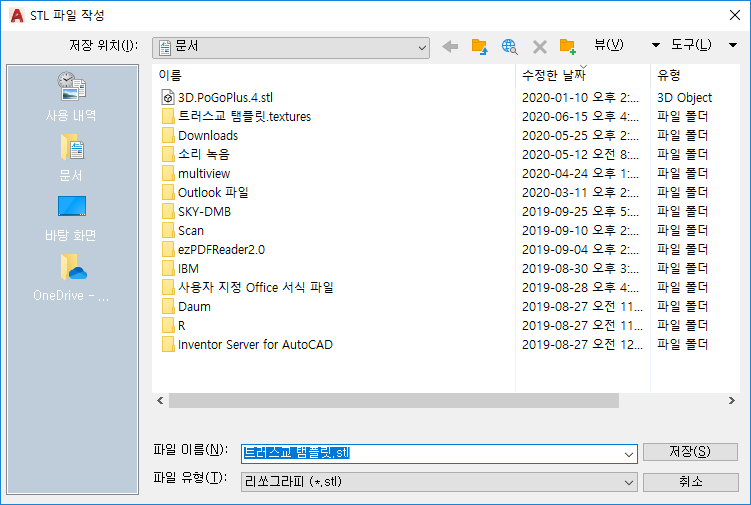 STL 파일 작성
저장 위치(I): 문서 뷰(V) 도구(L)
이름 수정한 날짜 유형
3D.PoGoPlus.4.stl 2020-01-10 오후 2:... 3D Object
트러스교 탬플릿.textures 2020-06-15 오후 4:... 파일 폴더
Downloads 2020-05-25 오후 2:... 파일 폴더
소리 녹음 2020-05-12 오전 8:... 파일 폴더
multiview 2020-04-24 오후 1:... 파일 폴더
Outlook 파일 2020-03-11 오후 2:... 파일 폴더
SKY-DMB 2019-09-25 오후 5:... 파일 폴더
Scan 2019-09-10 오후 2:... 파일 폴더
ezPDFReader2.0 2019-09-04 오후 2:... 파일 폴더
IBM 2019-08-30 오후 3:... 파일 폴더
사용자 지정 Office 서식 파일 2019-08-28 오후 4:... 파일 폴더
Daum 2019-08-27 오전 11... 파일 폴더
R 2019-08-27 오전 11... 파일 폴더
Inventor Server for AutoCAD 2019-08-27 오전 12... 파일 폴더
사용 내역
문서
바탕 화면
OneDrive – ...
파일 이름(N): 트러스교 탬플릿.stl 저장(S)
파일 유형(T): 리쏘그라피 (*.stl) 취소